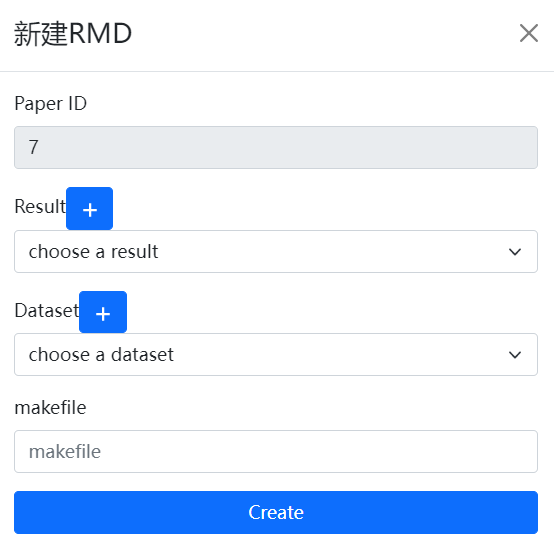 新建RMD
Paper ID
7
Result +
choose a result
Dataset +
choose a dataset
makefile
makefile
Create